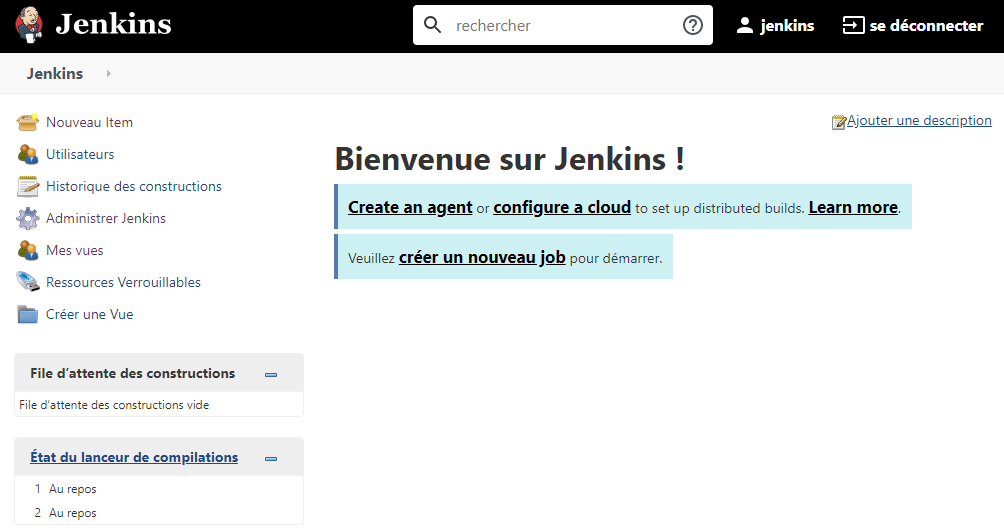 Jenkins
rechercher
jenkins
se déconnecter
Jenkins
Nouveau Item
Utilisateurs
Historique des constructions
Administrer Jenkins
Mes vues
Ressources Verrouillables
Créer une Vue
Ajouter une description
Bienvenue sur Jenkins !
Create an agent or configure a cloud to set up distributed builds. Learn more.
Veuillez créer un nouveau job pour démarrer.
File d’attente des constructions
File d’attente des constructions vide
État du lanceur de compilations
1 Au repos
2 Au repos